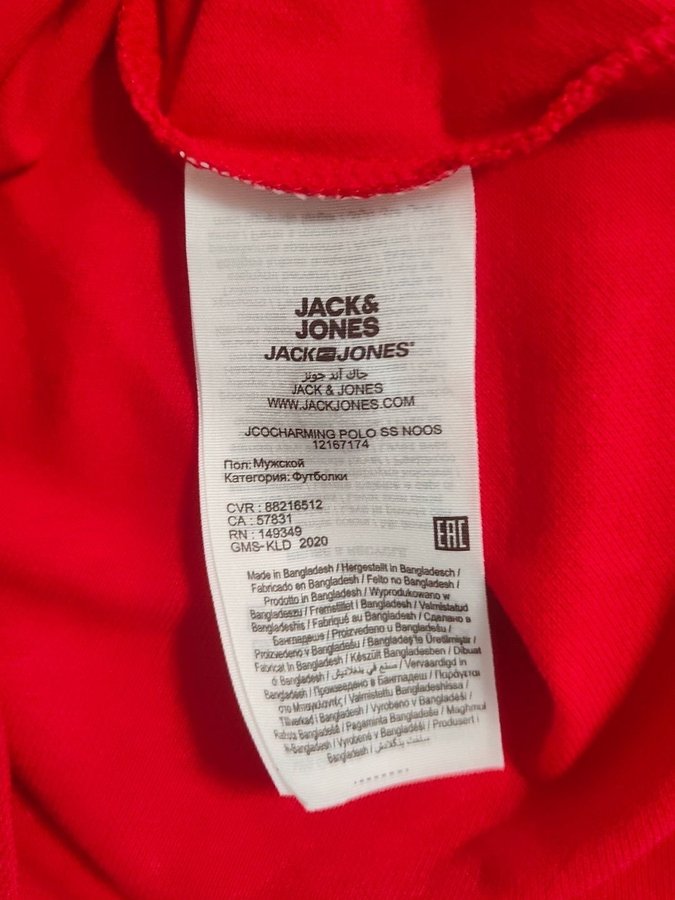 JACK&
JONES
JACK JONES®
جاك أند جونز
JACK & JONES
WWW.JACKJONES.COM
JCOCHARMING POLO SS NOOS
12167174
Пол: Мужской
Категория: Футболки
CVR : 88216512
CA : 57831
RN : 149349
GMS-KLD 2020
EAC
Made in Bangladesh / Hergestellt in Bangladesch /
Fabricado en Bangladesh / Feito no Bangladesh /
Prodotto in Bangladesh / Wyprodukowano w
Bangladeszu / Fremstillet i Bangladesh / Valmistatud
Bangladeshis / Fabriqué au Bangladesh / Сделано в
Бангладеше / Proizvedeno u Bangladešu /
Proizvedeno v Bangladešu / Bangladeş'te Üretilmiştir /
Fabricat în Bangladesh / Készült Bangladesben / Dibuat
di Bangladesh / صنع في بنغلاديش / Vervaardigd in
Bangladesh / Произведено в Бангладеш / Παράγεται
στο Μπαγκλαντές / Valmistettu Bangladeshissa /
Tillverkad i Bangladesh / Vyrobeno v Bangladéši /
Ražots Bangladešā / Pagaminta Bangladeše / Maghmul
il-Bangladesh / Vyrobené v Bangladéši / Produsert i
Bangladesh /